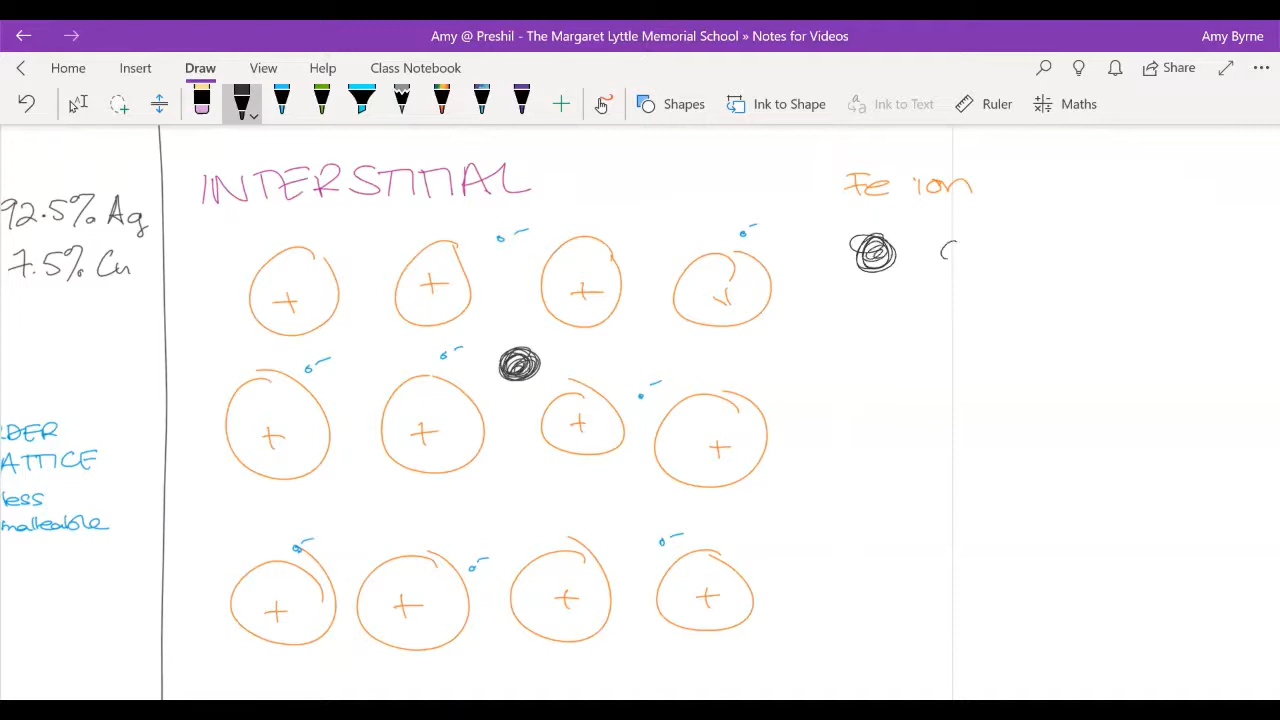 Amy @ Preshil - The Margaret Lyttle Memorial School » Notes for Videos
Amy Byrne
Home Insert Draw View Help Class Notebook
Share
Shapes Ink to Shape Ink to Text Ruler Maths
INTERSTITIAL
Fe ion
92.5% Ag
7.5% Cu
e⁻ e⁻
+ + + +
e⁻ e⁻ e⁻
+ + + +
e⁻ e⁻ e⁻
+ + + +
RDER
ATTICE
less
malleable